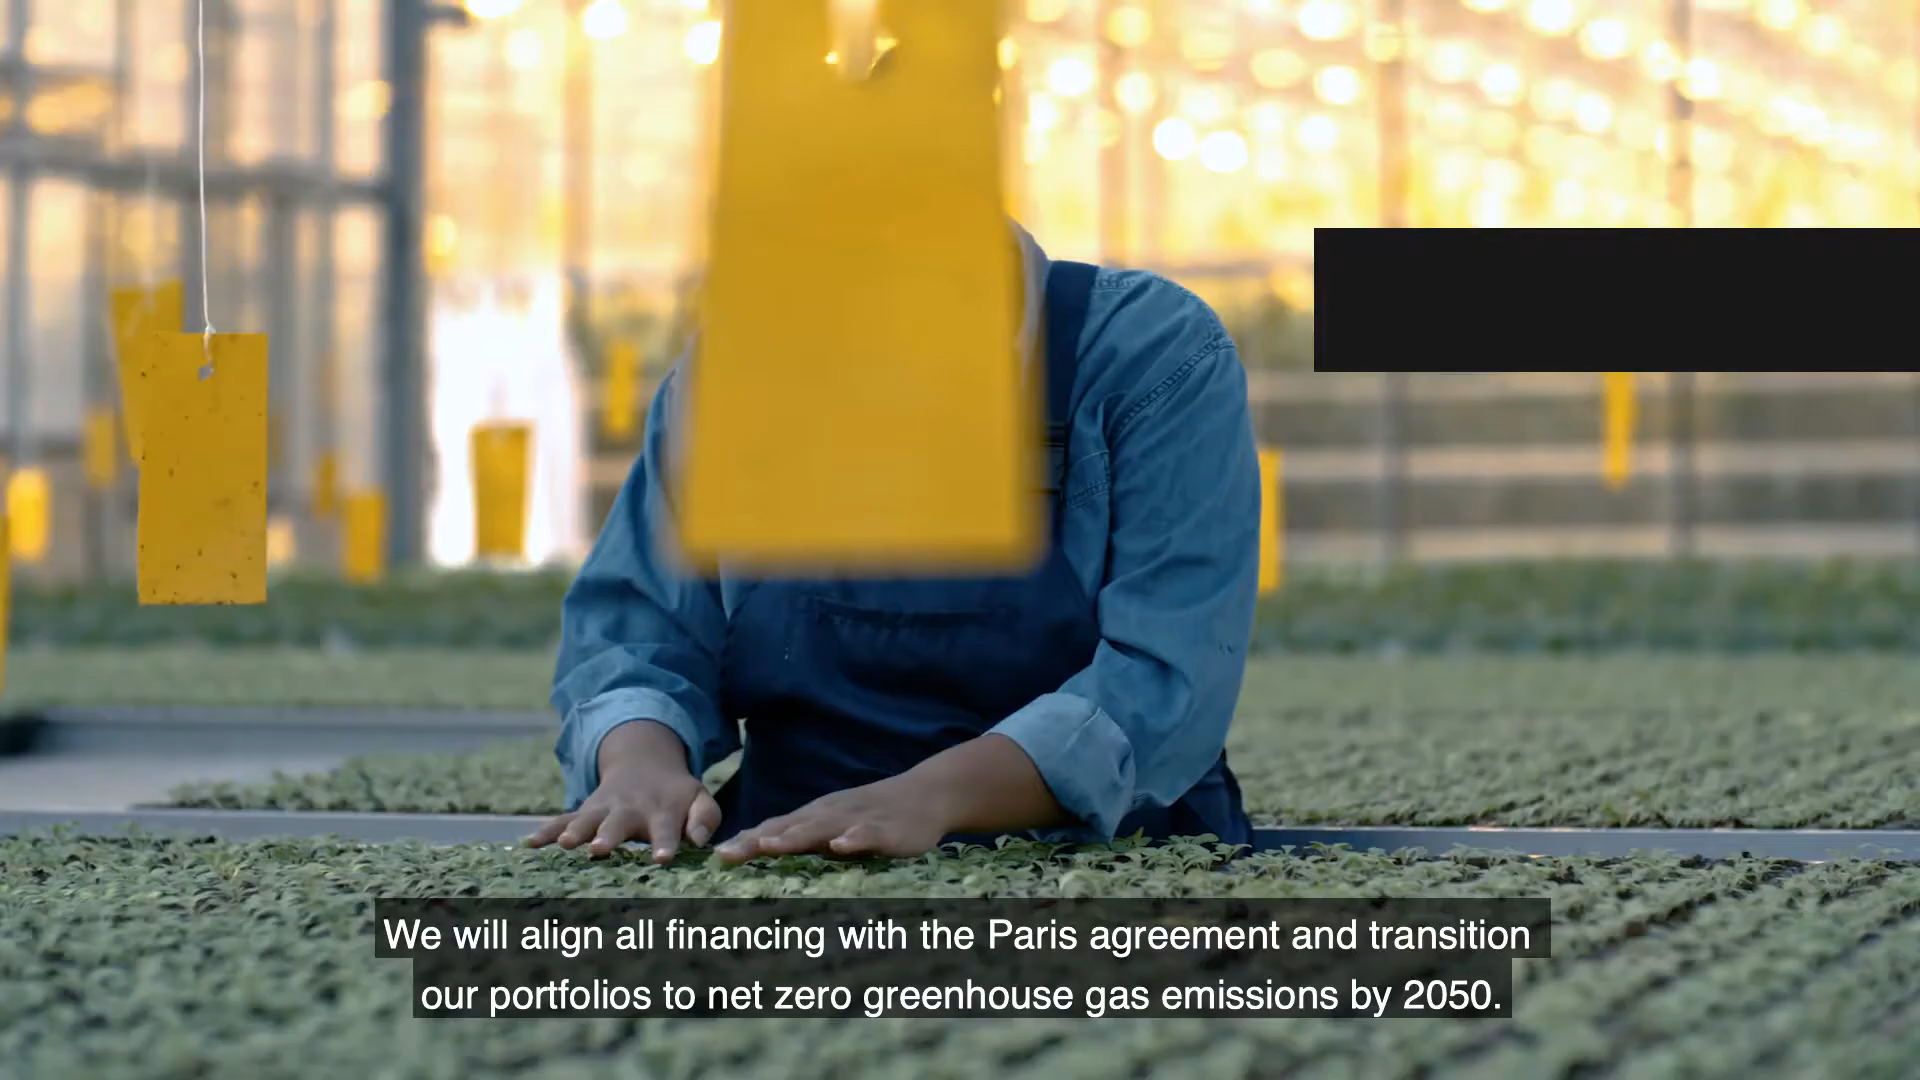 We will align all financing with the Paris agreement and transition
our portfolios to net zero greenhouse gas emissions by 2050.